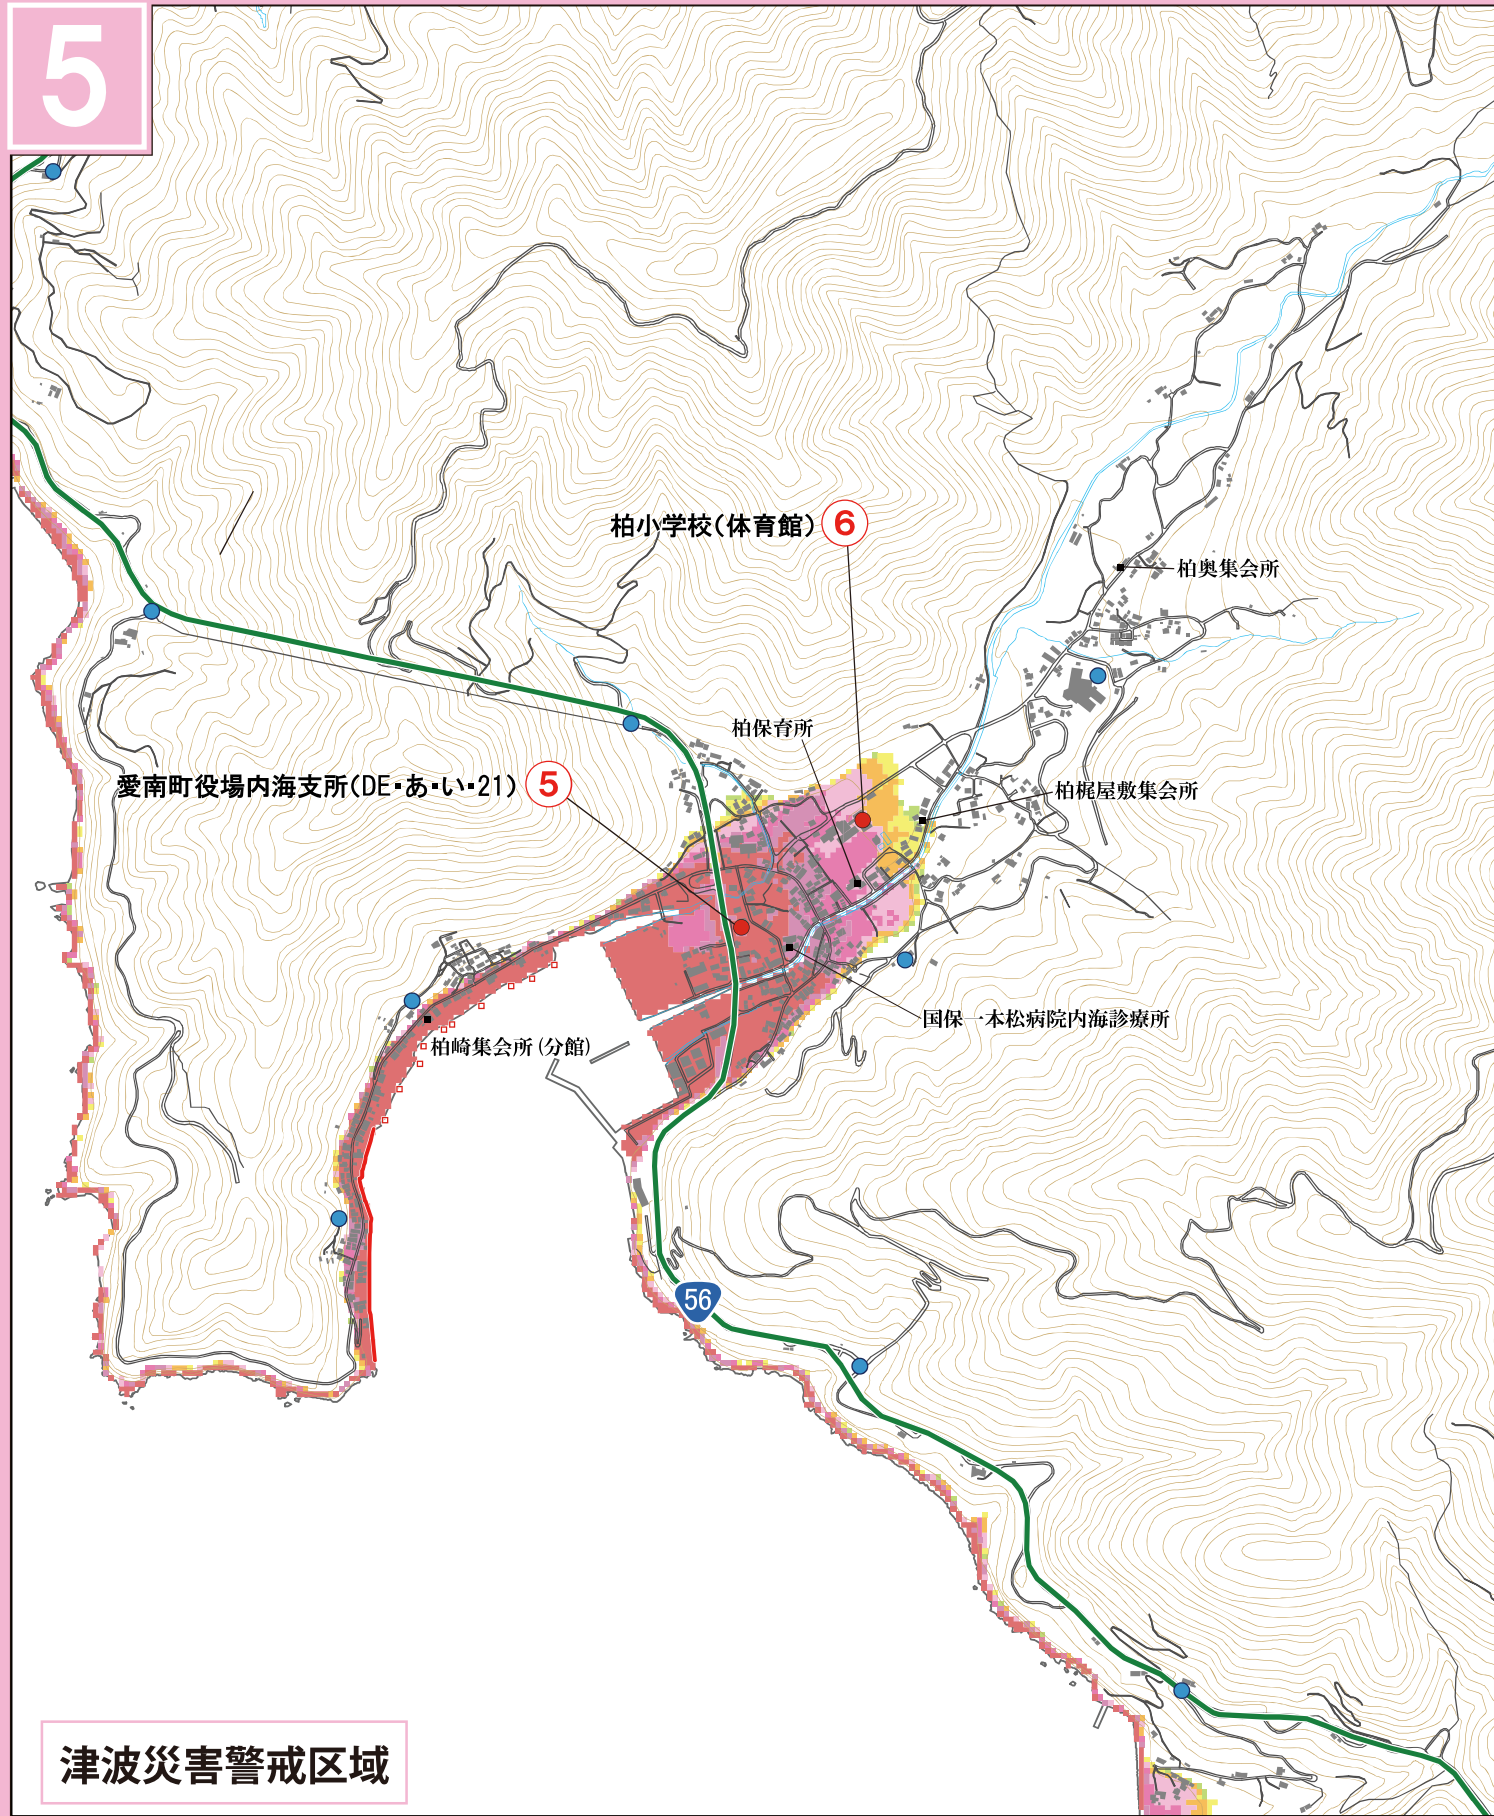 5
柏小学校(体育館) 6
柏奥集会所
柏保育所
愛南町役場内海支所(DE・あ・い・21) 5
柏梶屋敷集会所
国保一本松病院内海診療所
柏崎集会所(分館)
56
津波災害警戒区域